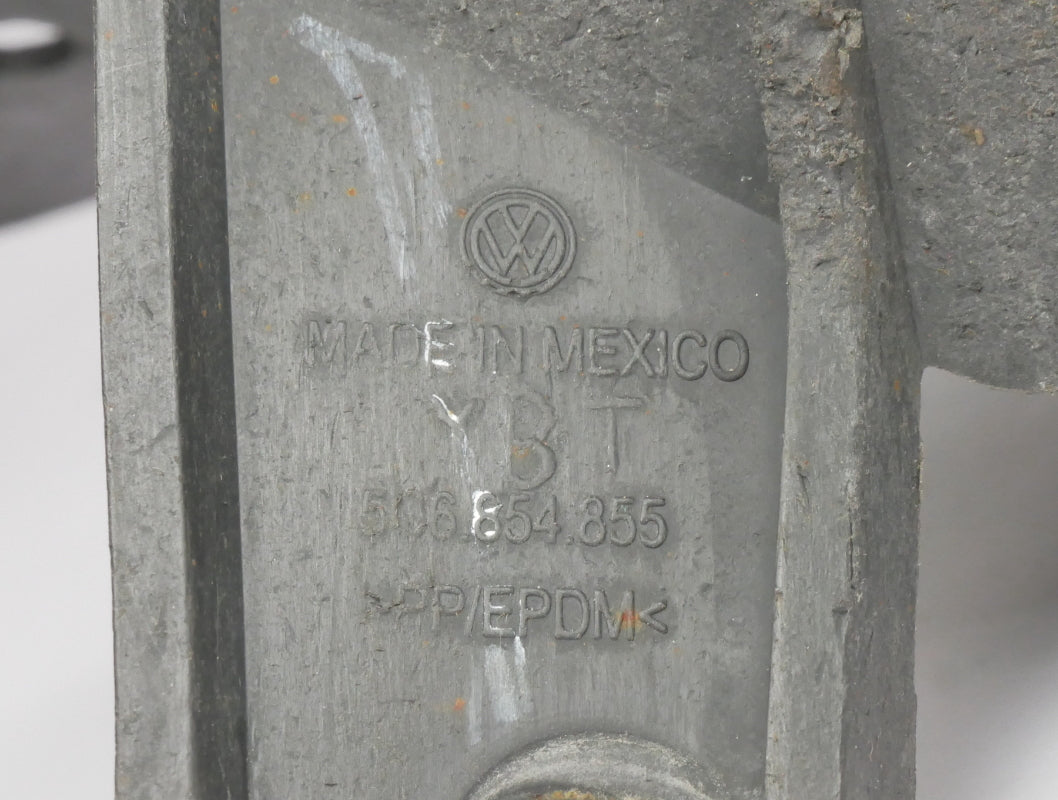 MADE IN MEXICO
YBT
5C6.854.855
>PP/EPDM<